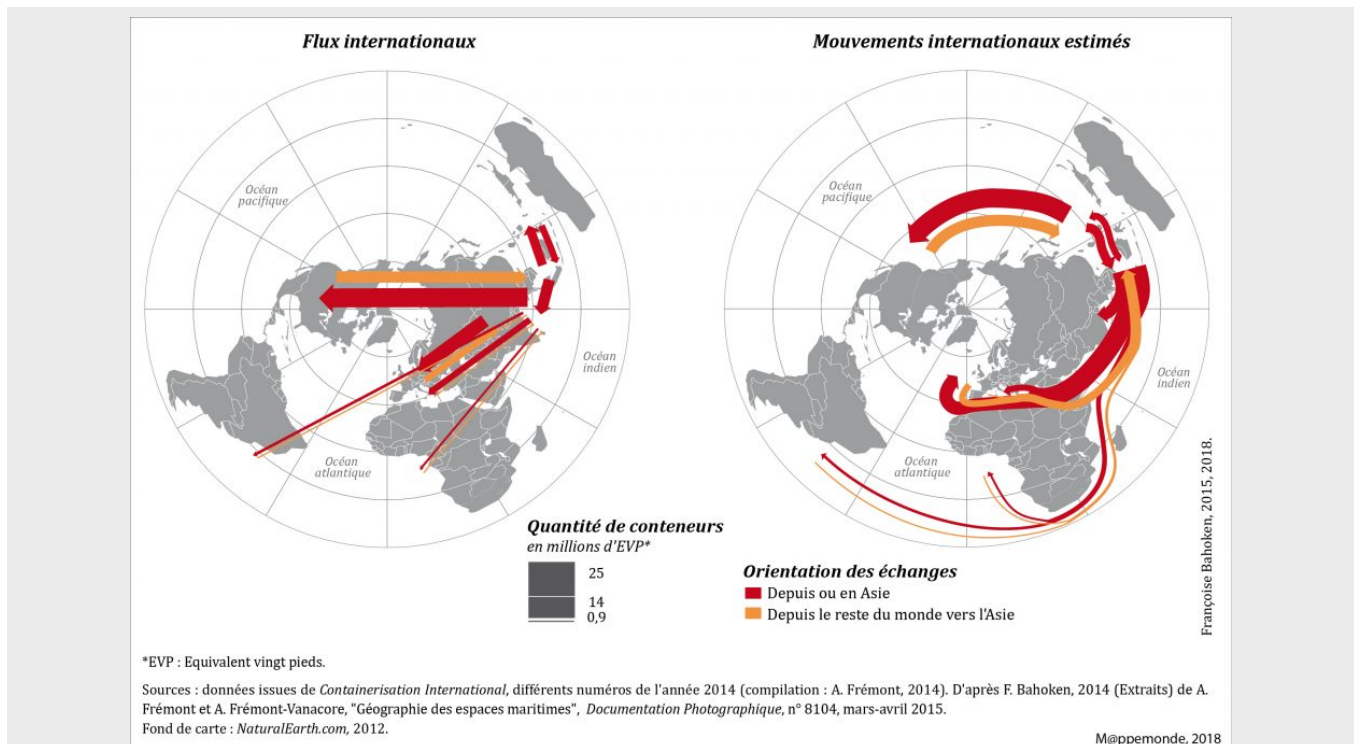 Flux internationaux
Mouvements internationaux estimés
Océan
pacifique
Océan
indien
Océan
atlantique
Océan
pacifique
Océan
indien
Océan
atlantique
Quantité de conteneurs
en millions d'EVP*
25
14
0,9
Orientation des échanges
Depuis ou en Asie
Depuis le reste du monde vers l'Asie
Françoise Bahoken, 2015, 2018.
*EVP : Equivalent vingt pieds.
Sources : données issues de Containerisation International, différents numéros de l'année 2014 (compilation : A. Frémont, 2014). D'après F. Bahoken, 2014 (Extraits) de A.
Frémont et A. Frémont-Vanacore, "Géographie des espaces maritimes", Documentation Photographique, n° 8104, mars-avril 2015.
Fond de carte : NaturalEarth.com, 2012.
M@ppemonde, 2018